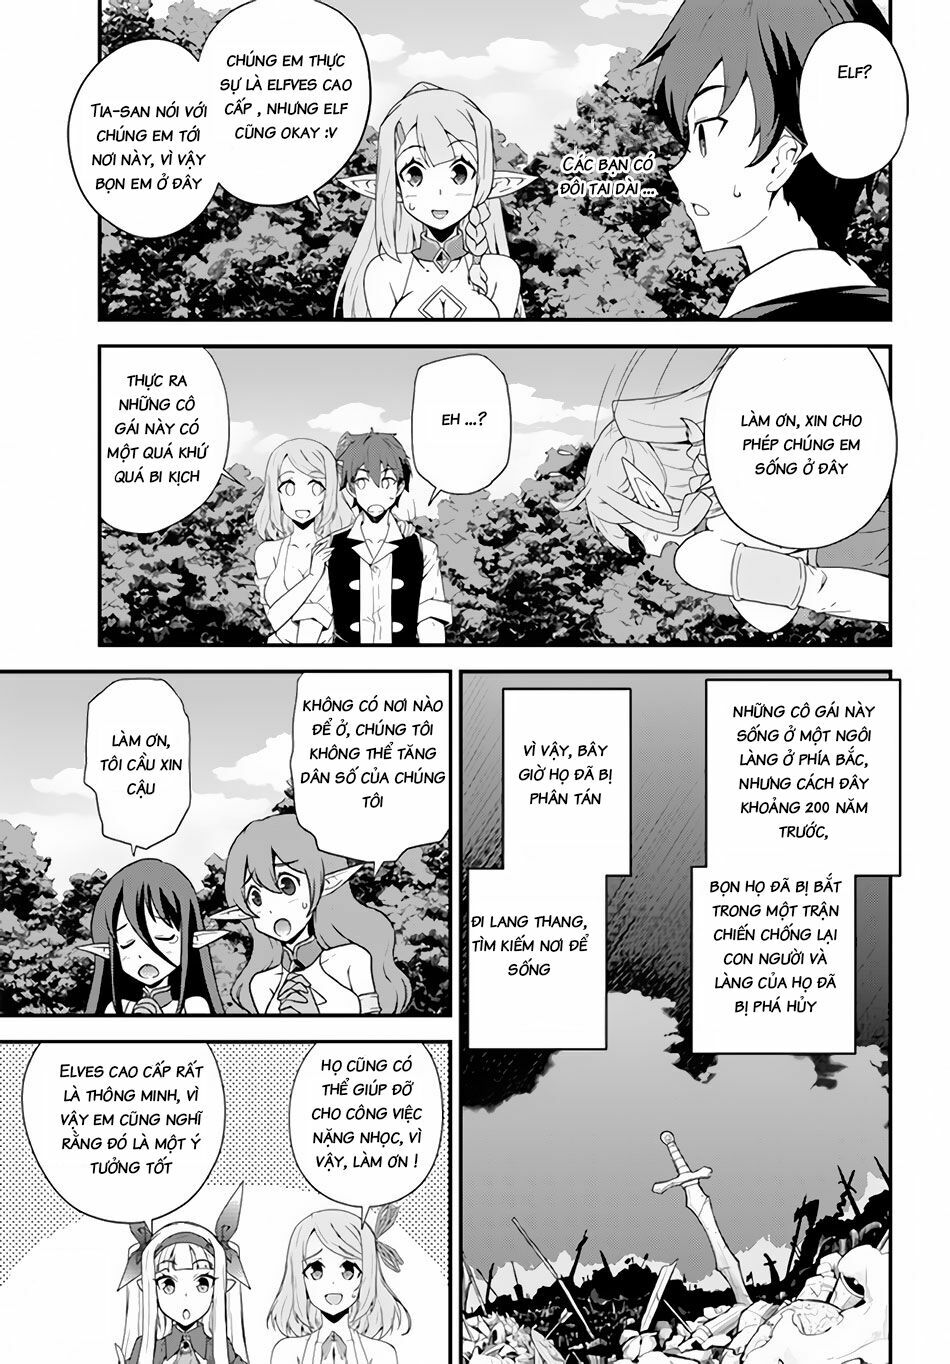 ELF?
CÁC BẠN CÓ
ĐÔI TAI DÀI ...
CHÚNG EM THỰC
SỰ LÀ ELFVES CAO
CẤP , NHƯNG ELF
CŨNG OKAY :V
TIA-SAN NÓI VỚI
CHÚNG EM TỚI
NƠI NÀY, VÌ VẬY
BỌN EM Ở ĐÂY
LÀM ƠN, XIN CHO
PHÉP CHÚNG EM
SỐNG Ở ĐÂY
EH ...?
THỰC RA
NHỮNG CÔ
GÁI NÀY CÓ
MỘT QUÁ KHỨ
QUÁ BI KỊCH
NHỮNG CÔ GÁI NÀY
SỐNG Ở MỘT NGÔI
LÀNG Ở PHÍA BẮC,
NHƯNG CÁCH ĐÂY
KHOẢNG 200 NĂM
TRƯỚC,
BỌN HỌ ĐÃ BỊ BẮT
TRONG MỘT TRẬN
CHIẾN CHỐNG LẠI
CON NGƯỜI VÀ
LÀNG CỦA HỌ ĐÃ
BỊ PHÁ HỦY
VÌ VẬY, BÂY
GIỜ HỌ ĐÃ BỊ
PHÂN TÁN
ĐI LANG THANG,
TÌM KIẾM NƠI ĐỂ
SỐNG
KHÔNG CÓ NƠI NÀO
ĐỂ Ở, CHÚNG TÔI
KHÔNG THỂ TĂNG
DÂN SỐ CỦA CHÚNG
TÔI
LÀM ƠN,
TÔI CẦU XIN
CẬU
HỌ CŨNG CÓ
THỂ GIÚP ĐỠ
CHO CÔNG VIỆC
NẶNG NHỌC, VÌ
VẬY, LÀM ƠN !
ELVES CAO CẤP RẤT
LÀ THÔNG MINH, VÌ
VẬY EM CŨNG NGHĨ
RẰNG ĐÓ LÀ MỘT Ý
TƯỞNG TỐT